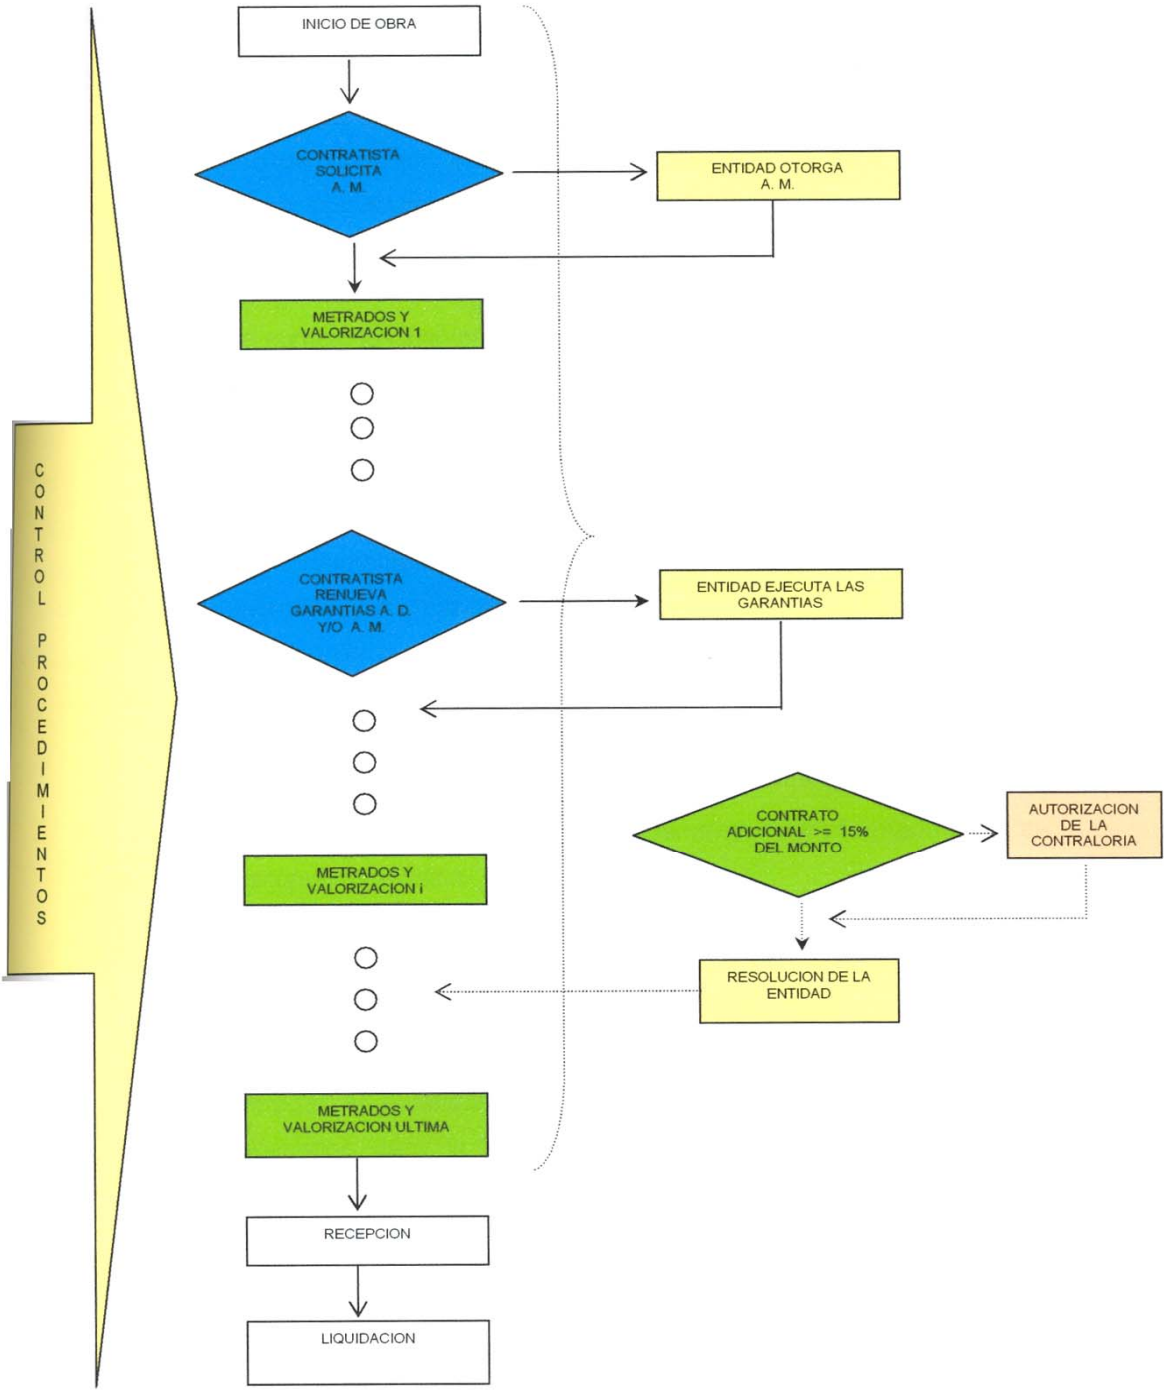 INICIO DE OBRA
CONTRATISTA
SOLICITA
A. M.
ENTIDAD OTORGA
A. M.
METRADOS Y
VALORIZACION 1
CONTROL PROCEDIMIENTOS
CONTRATISTA
RENUEVA
GARANTIAS A. D.
Y/O A. M.
ENTIDAD EJECUTA LAS
GARANTIAS
CONTRATO
ADICIONAL >= 15%
DEL MONTO
AUTORIZACION
DE LA
CONTRALORIA
METRADOS Y
VALORIZACION i
RESOLUCION DE LA
ENTIDAD
METRADOS Y
VALORIZACION ULTIMA
RECEPCION
LIQUIDACION